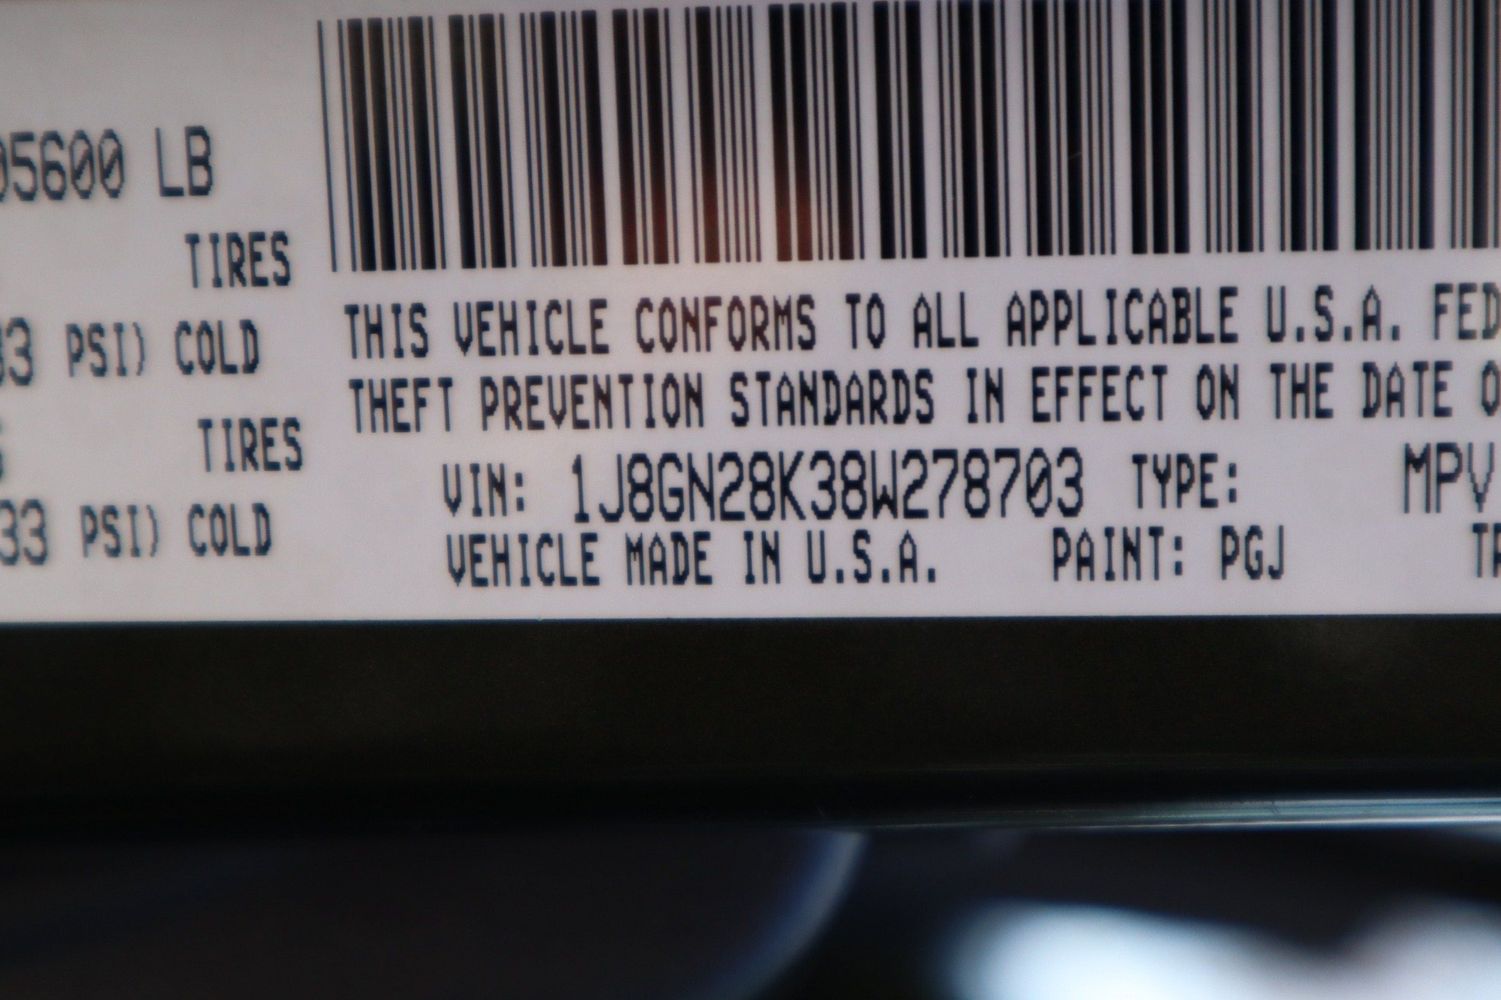 05600 LB
TIRES
33 PSI) COLD
TIRES
33 PSI) COLD
THIS VEHICLE CONFORMS TO ALL APPLICABLE U.S.A. FED
THEFT PREVENTION STANDARDS IN EFFECT ON THE DATE O
VIN: 1J8GN28K38W278703 TYPE: MPV
VEHICLE MADE IN U.S.A. PAINT: PGJ TR